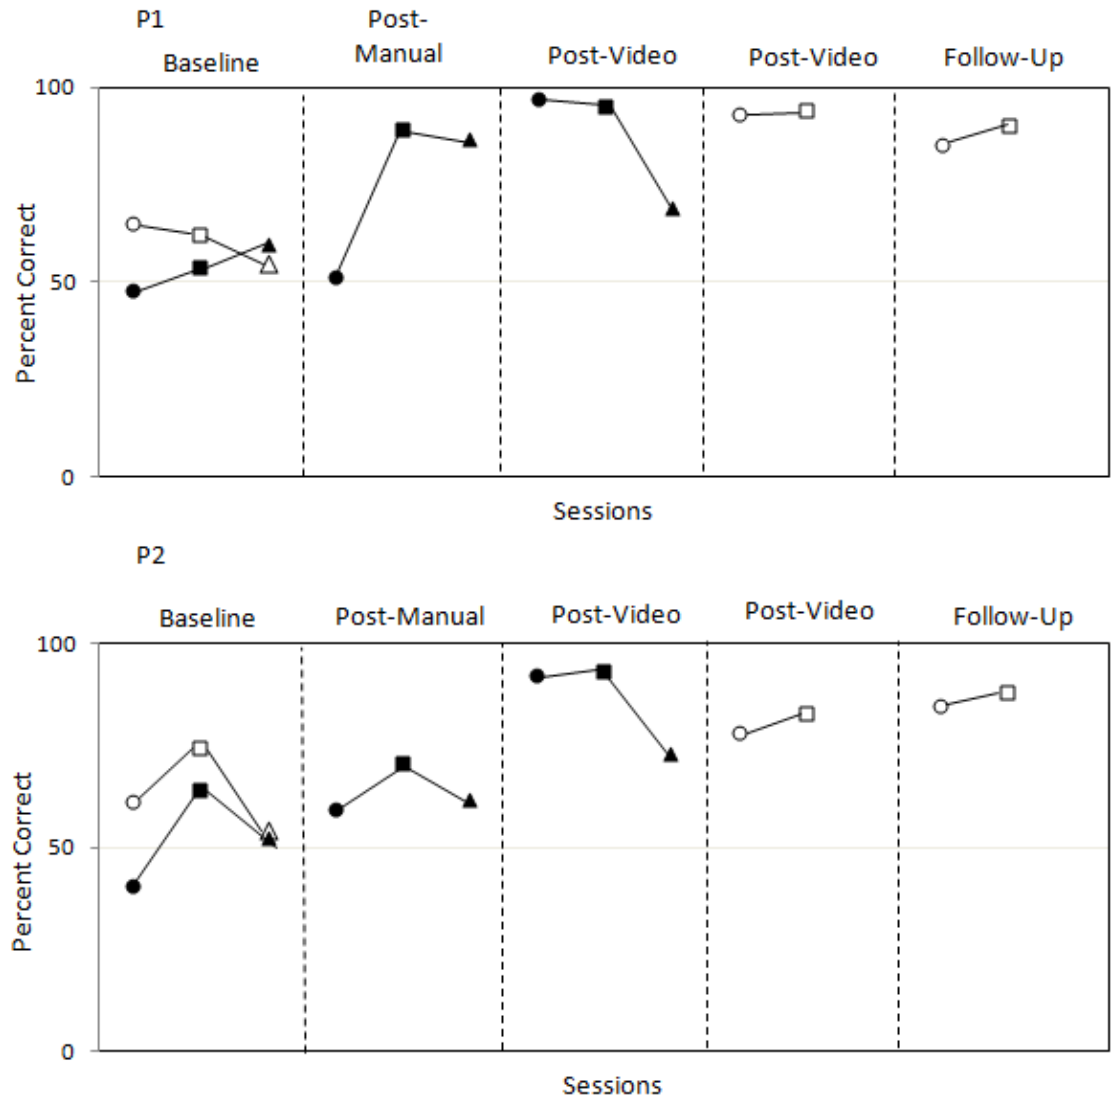 P1
Post-
Manual
Baseline
Post-Video
Post-Video
Follow-Up
100
50
0
Percent Correct
Sessions
P2
Baseline
Post-Manual
Post-Video
Post-Video
Follow-Up
100
50
0
Percent Correct
Sessions